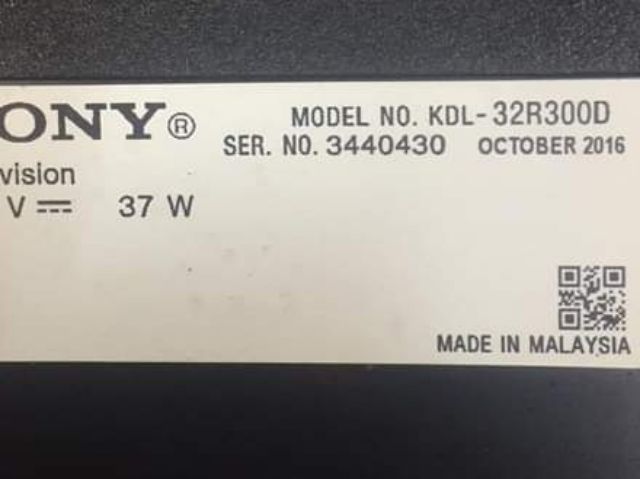 ONY®
MODEL NO. KDL-32R300D
SER. NO. 3440430 OCTOBER 2016
vision
V ⎓ 37 W
MADE IN MALAYSIA